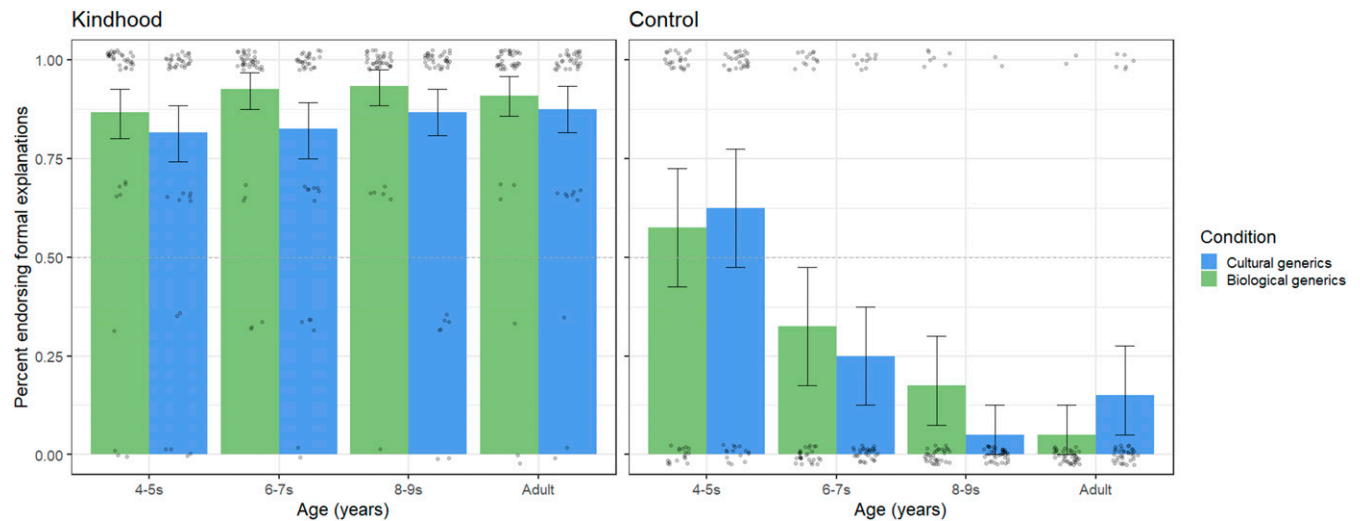 Kindhood
Control
Percent endorsing formal explanations
1.00
0.75
0.50
0.25
0.00
4-5s
6-7s
8-9s
Adult
Age (years)
4-5s
6-7s
8-9s
Adult
Age (years)
Condition
Cultural generics
Biological generics